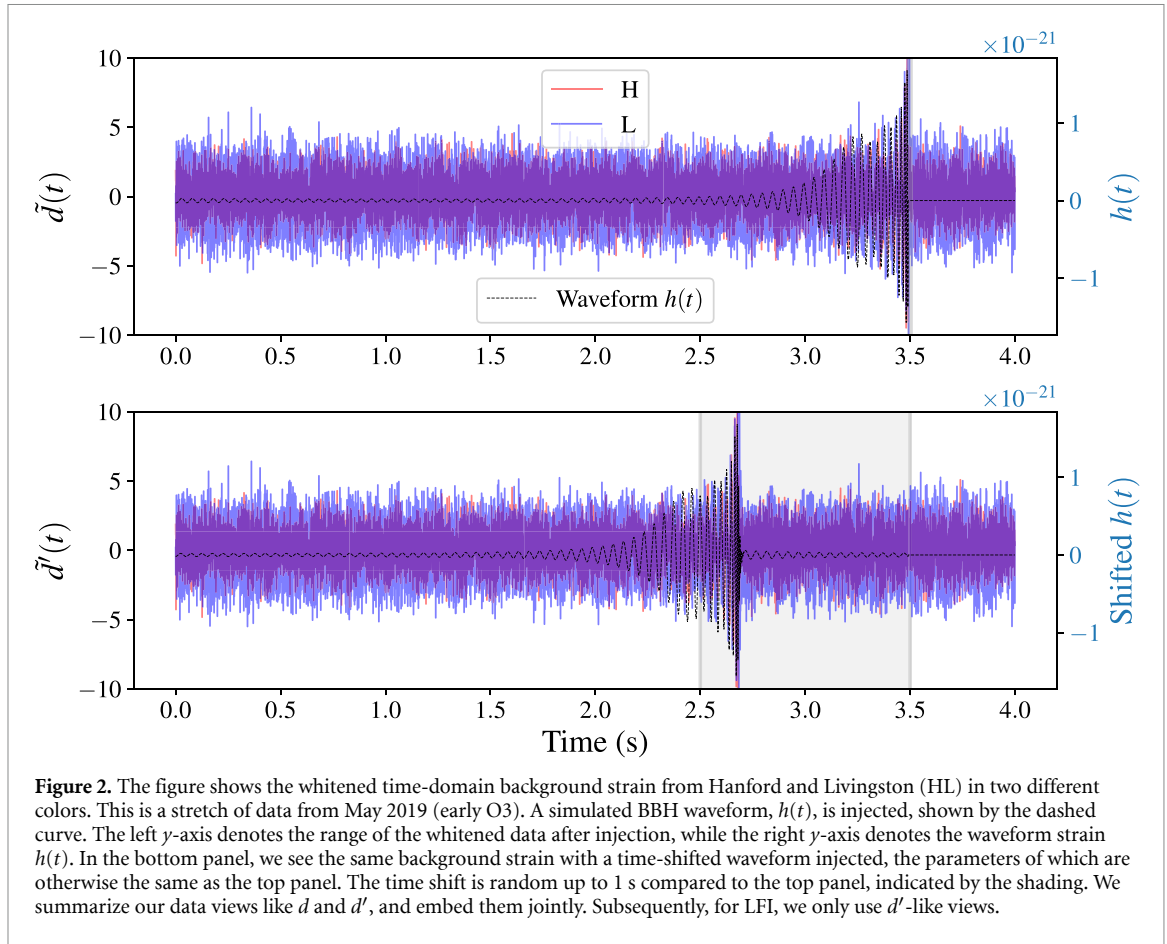 ×10⁻²¹
10
5
0
−5
−10
d̃(t)
H
L
Waveform h(t)
1
0
−1
h(t)
0.0 0.5 1.0 1.5 2.0 2.5 3.0 3.5 4.0
×10⁻²¹
10
5
0
−5
−10
d̃′(t)
1
0
−1
Shifted h(t)
0.0 0.5 1.0 1.5 2.0 2.5 3.0 3.5 4.0
Time (s)
Figure 2. The figure shows the whitened time-domain background strain from Hanford and Livingston (HL) in two different
colors. This is a stretch of data from May 2019 (early O3). A simulated BBH waveform, h(t), is injected, shown by the dashed
curve. The left y-axis denotes the range of the whitened data after injection, while the right y-axis denotes the waveform strain
h(t). In the bottom panel, we see the same background strain with a time-shifted waveform injected, the parameters of which are
otherwise the same as the top panel. The time shift is random up to 1 s compared to the top panel, indicated by the shading. We
summarize our data views like d and d′, and embed them jointly. Subsequently, for LFI, we only use d′-like views.